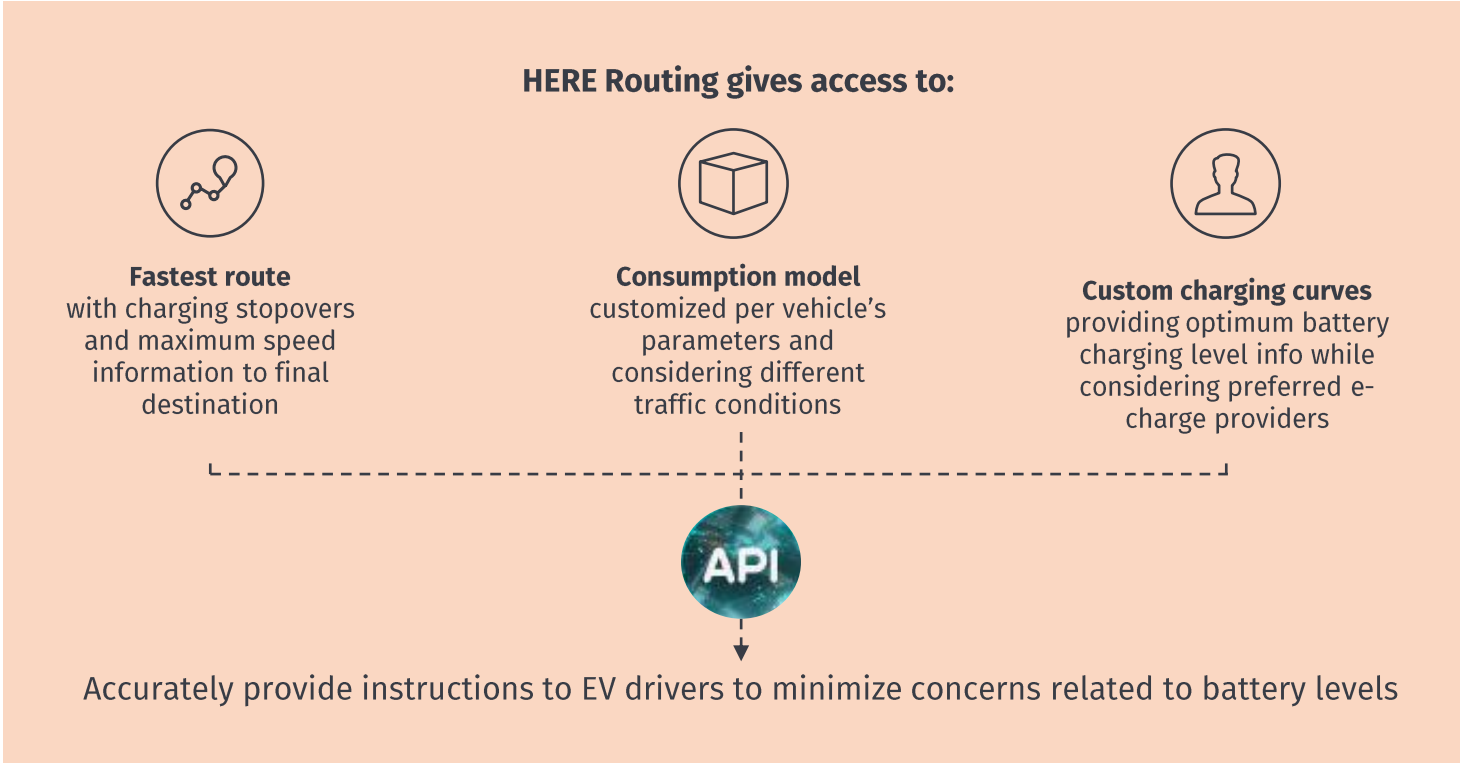 HERE Routing gives access to:
Fastest route
with charging stopovers
and maximum speed
information to final
destination
Consumption model
customized per vehicle's
parameters and
considering different
traffic conditions
Custom charging curves
providing optimum battery
charging level info while
considering preferred e-
charge providers
API
Accurately provide instructions to EV drivers to minimize concerns related to battery levels